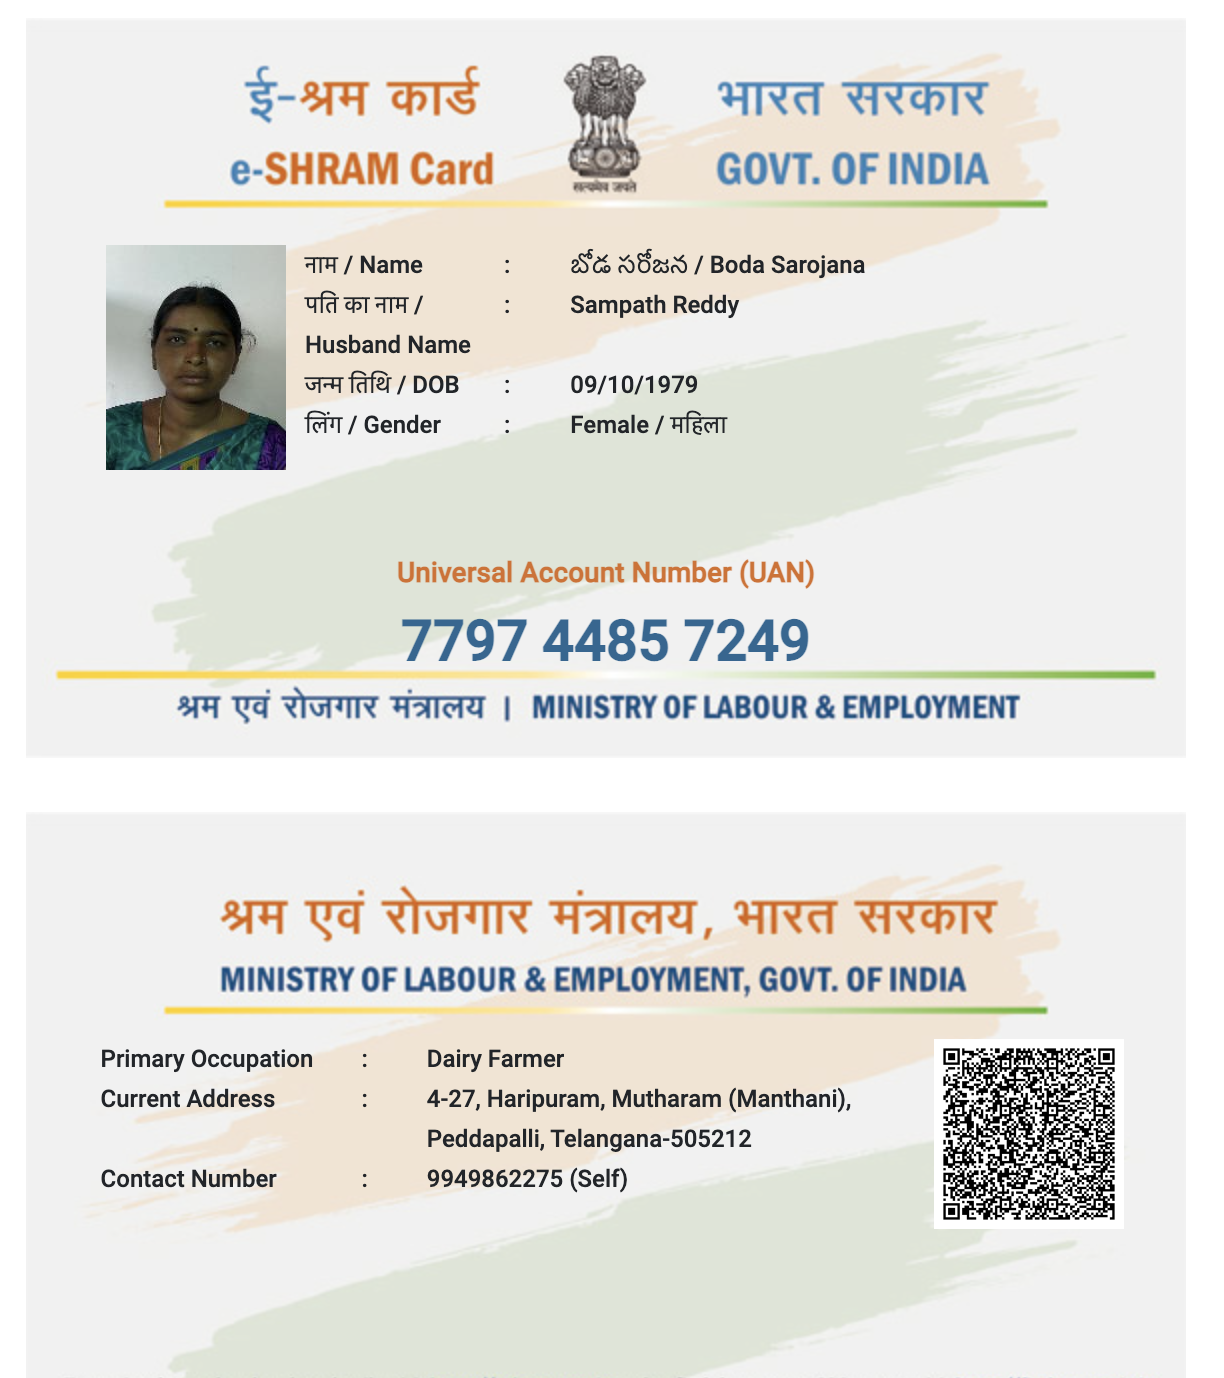 ई-श्रम कार्ड
e-SHRAM Card
सत्यमेव जयते
भारत सरकार
GOVT. OF INDIA
नाम / Name : బోడ సరోజన / Boda Sarojana
पति का नाम / : Sampath Reddy
Husband Name
जन्म तिथि / DOB : 09/10/1979
लिंग / Gender : Female / महिला
Universal Account Number (UAN)
7797 4485 7249
श्रम एवं रोजगार मंत्रालय | MINISTRY OF LABOUR & EMPLOYMENT
श्रम एवं रोजगार मंत्रालय, भारत सरकार
MINISTRY OF LABOUR & EMPLOYMENT, GOVT. OF INDIA
Primary Occupation : Dairy Farmer
Current Address : 4-27, Haripuram, Mutharam (Manthani),
Peddapalli, Telangana-505212
Contact Number : 9949862275 (Self)